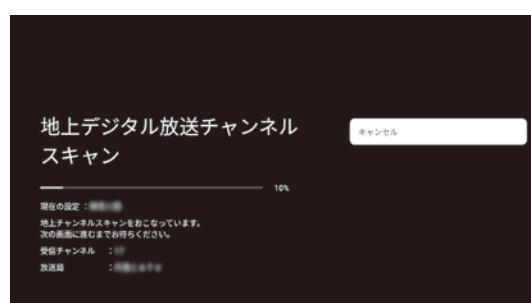 地上デジタル放送チャンネル
スキャン
キャンセル
10%
現在の設定 :
地上チャンネルスキャンをおこなっています。
次の画面に進むまでお待ちください。
受信チャンネル :
放送局 :